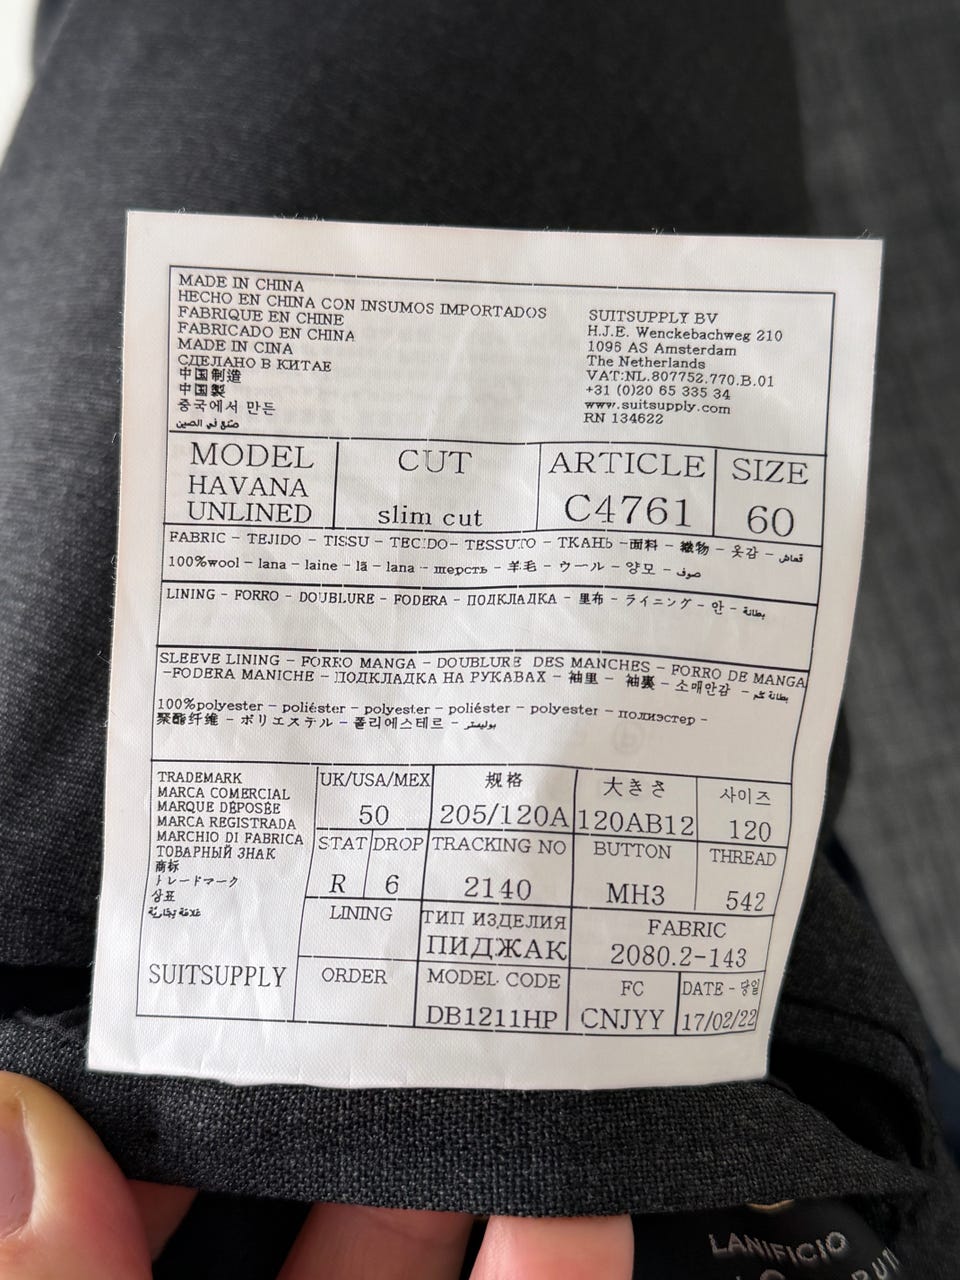 MADE IN CHINA
HECHO EN CHINA CON INSUMOS IMPORTADOS
FABRIQUE EN CHINE
FABRICADO EN CHINA
MADE IN CINA
СДЕЛАНО В КИТАЕ
中国制造
中国製
중국에서 만든
صنع في الصين
SUITSUPPLY BV
H.J.E. Wenckebachweg 210
1096 AS Amsterdam
The Netherlands
VAT:NL.807752.770.B.01
+31 (0)20 65 335 34
www.suitsupply.com
RN 134622
MODEL
HAVANA
UNLINED
CUT
slim cut
ARTICLE
C4761
SIZE
60
FABRIC - TEJIDO - TISSU - TECIDO- TESSUTO - ТКАНЬ -面料 - 織物 - 옷감 - قماش
100%wool - lana - laine - lã - lana - шерсть - 羊毛 - ウール - 양모 - صوف
LINING - FORRO - DOUBLURE - FODERA - ПОДКЛАДКА - 里布 - ライニング - 안 - بطانة
SLEEVE LINING - FORRO MANGA - DOUBLURE DES MANCHES - FORRO DE MANGA
-FODERA MANICHE - ПОДКЛАДКА НА РУКАВАХ - 袖里 - 袖裏 - 소매안감 - بطانة كم
100%polyester - poliéster - polyester - poliéster - polyester - полиэстер -
聚酯纤维 - ポリエステル - 폴리에스테르 - بوليستر
TRADEMARK
MARCA COMERCIAL
MARQUE DÉPOSÉE
MARCA REGISTRADA
MARCHIO DI FABRICA
ТОВАРНЫЙ ЗНАК
商标
トレードマーク
상표
علامة تجارية
SUITSUPPLY
UK/USA/MEX
50
规格
205/120A
大きさ
120AB12
사이즈
120
STAT
R
DROP
6
TRACKING NO
2140
BUTTON
MH3
THREAD
542
LINING
ТИП ИЗДЕЛИЯ
ПИДЖАК
FABRIC
2080.2-143
ORDER
MODEL CODE
DB1211HP
FC
CNJYY
DATE - 당일
17/02/22
LANIFICIO